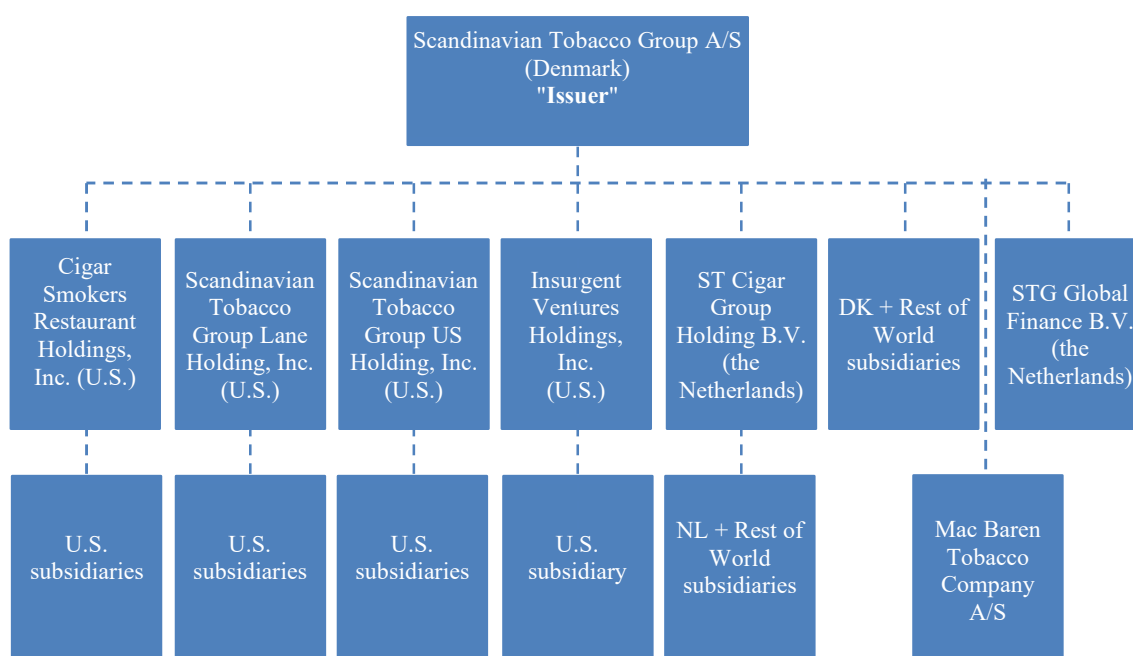 Scandinavian Tobacco Group A/S
(Denmark)
"Issuer"
Cigar
Smokers
Restaurant
Holdings,
Inc. (U.S.)
Scandinavian
Tobacco
Group Lane
Holding, Inc.
(U.S.)
Scandinavian
Tobacco
Group US
Holding, Inc.
(U.S.)
Insurgent
Ventures
Holdings,
Inc.
(U.S.)
ST Cigar
Group
Holding B.V.
(the
Netherlands)
DK + Rest of
World
subsidiaries
STG Global
Finance B.V.
(the
Netherlands)
U.S.
subsidiaries
U.S.
subsidiaries
U.S.
subsidiaries
U.S.
subsidiary
NL + Rest of
World
subsidiaries
Mac Baren
Tobacco
Company
A/S